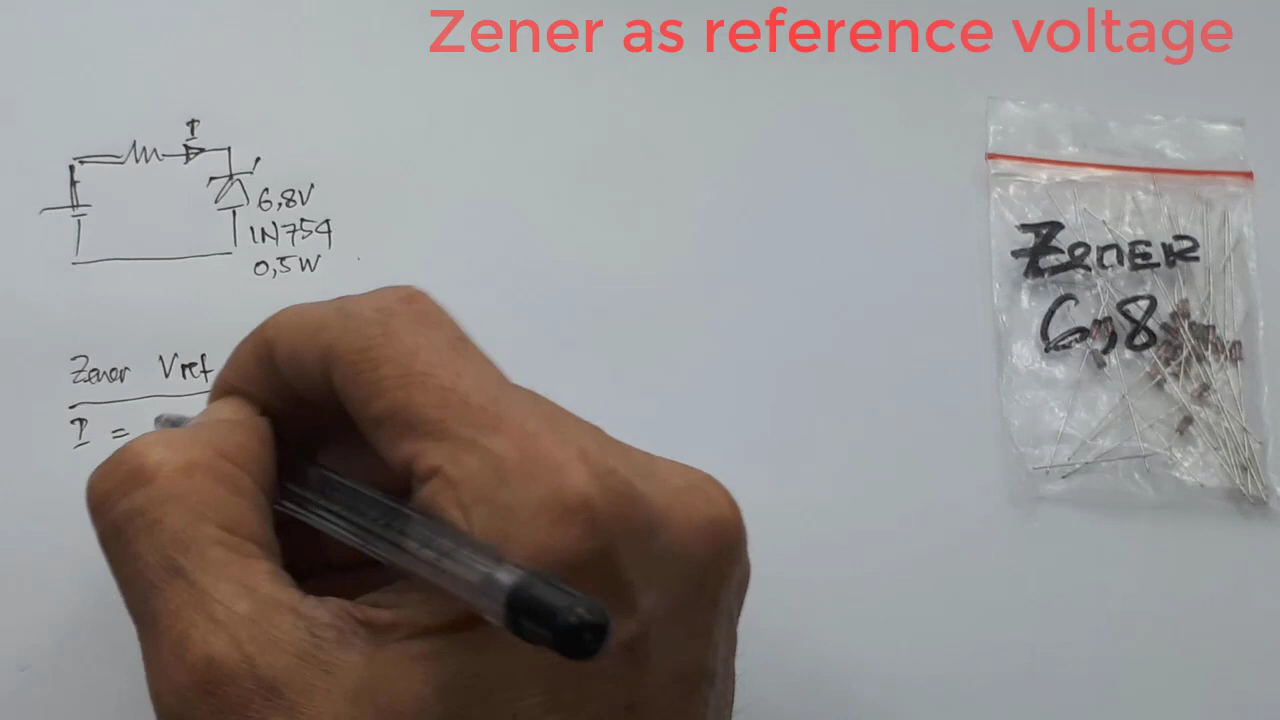 Zener as reference voltage
I
6,8V
1N754
0,5W
Zener Vref
I =
ZENER
6,8